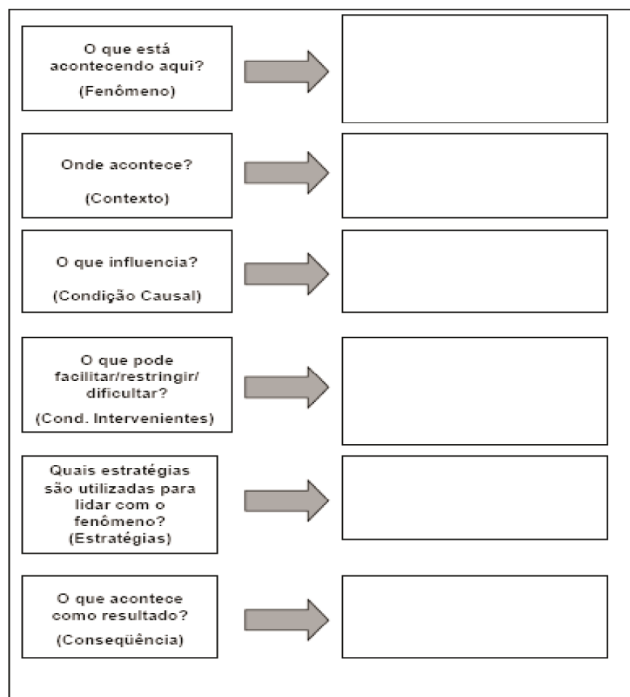 O que está
acontecendo aqui?
(Fenômeno)
Onde acontece?
(Contexto)
O que influencia?
(Condição Causal)
O que pode
facilitar/restringir/
dificultar?
(Cond. Intervenientes)
Quais estratégias
são utilizadas para
lidar com o
fenômeno?
(Estratégias)
O que acontece
como resultado?
(Conseqüência)